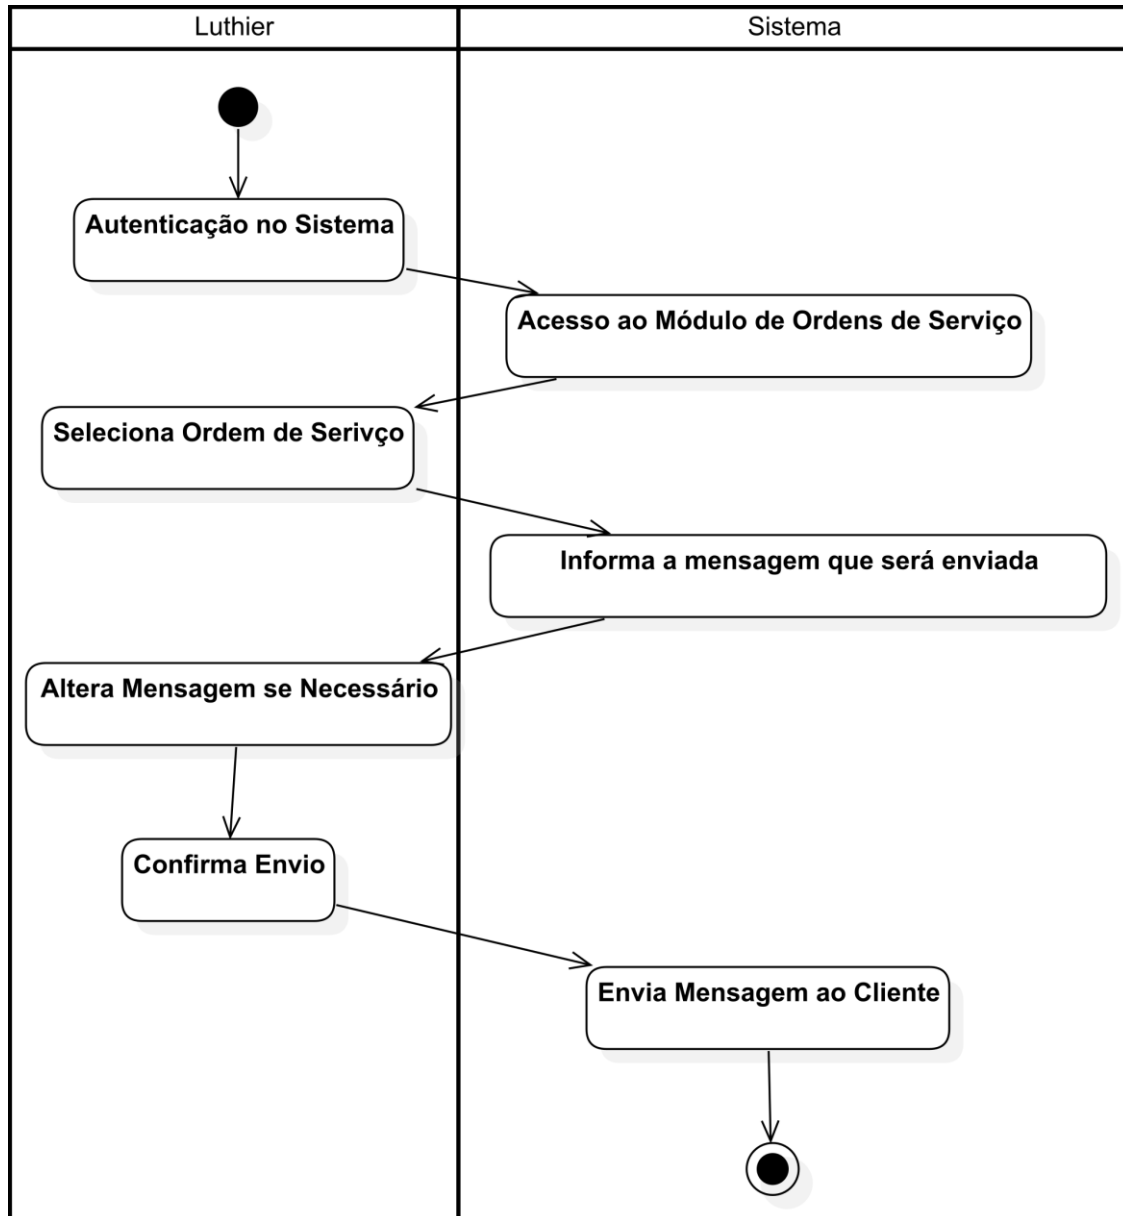 Luthier
Sistema
Autenticação no Sistema
Acesso ao Módulo de Ordens de Serviço
Seleciona Ordem de Serivço
Informa a mensagem que será enviada
Altera Mensagem se Necessário
Confirma Envio
Envia Mensagem ao Cliente